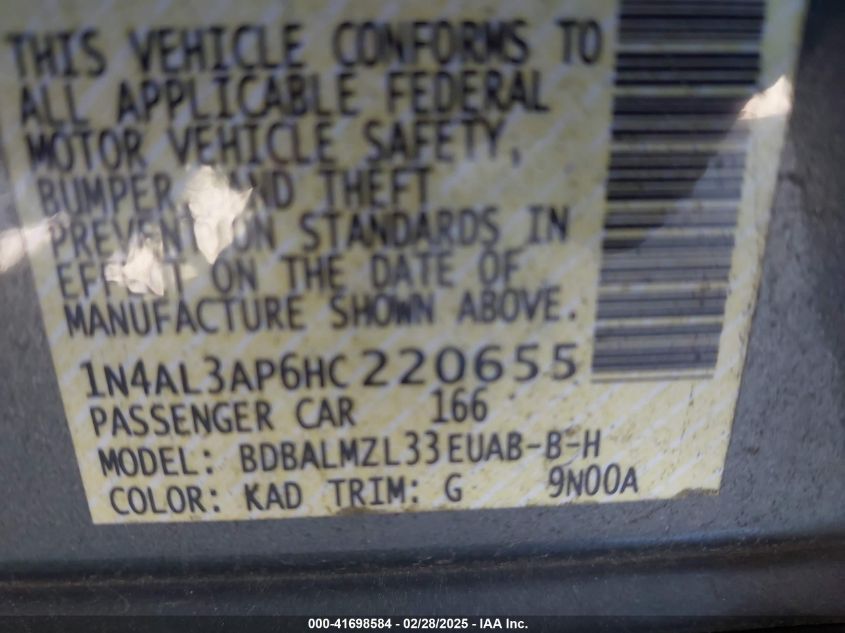 THIS VEHICLE CONFORMS TO
ALL APPLICABLE FEDERAL
MOTOR VEHICLE SAFETY,
BUMPER AND THEFT
PREVENTION STANDARDS IN
EFFECT ON THE DATE OF
MANUFACTURE SHOWN ABOVE.
1N4AL3AP6HC220655
PASSENGER CAR 166
MODEL: BDBALMZL33EUAB-B-H
COLOR: KAD TRIM: G 9N00A
000-41698584 - 02/28/2025 - IAA Inc.